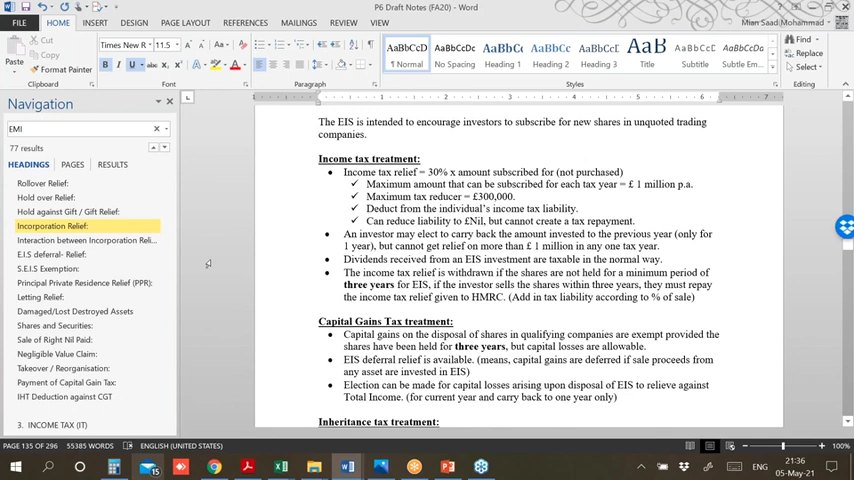 P6 Draft Notes (FA20) - Word
FILE HOME INSERT DESIGN PAGE LAYOUT REFERENCES MAILINGS REVIEW VIEW
Mian Saad Mohammad
Paste
Cut
Copy
Format Painter
Clipboard
Times New R 11.5
B I U abc X₂ X²
Font
Paragraph
AaBbCcD AaBbCcDc AaBbC AaBbCc AaBbCcD AaB AaBbCcC AaBbCcD
¶ Normal No Spacing Heading 1 Heading 2 Heading 3 Title Subtitle Subtle Em...
Styles
Find
Replace
Select
Editing
Navigation
EMI
77 results
HEADINGS PAGES RESULTS
Rollover Relief:
Hold over Relief:
Hold against Gift / Gift Relief:
Incorporation Relief:
Interaction between Incorporation Reli...
E.I.S deferral- Relief:
S.E.I.S Exemption:
Principal Private Residence Relief (PPR):
Letting Relief:
Damaged/Lost Destroyed Assets
Shares and Securities:
Sale of Right Nil Paid:
Negligible Value Claim:
Takeover / Reorganisation:
Payment of Capital Gain Tax:
IHT Deduction against CGT
3. INCOME TAX (IT)
The EIS is intended to encourage investors to subscribe for new shares in unquoted trading
companies.
Income tax treatment:
• Income tax relief = 30% x amount subscribed for (not purchased)
✓ Maximum amount that can be subscribed for each tax year = £ 1 million p.a.
✓ Maximum tax reducer = £300,000.
✓ Deduct from the individual's income tax liability.
✓ Can reduce liability to £Nil, but cannot create a tax repayment.
• An investor may elect to carry back the amount invested to the previous year (only for
1 year), but cannot get relief on more than £ 1 million in any one tax year.
• Dividends received from an EIS investment are taxable in the normal way.
• The income tax relief is withdrawn if the shares are not held for a minimum period of
three years for EIS, if the investor sells the shares within three years, they must repay
the income tax relief given to HMRC. (Add in tax liability according to % of sale)
Capital Gains Tax treatment:
• Capital gains on the disposal of shares in qualifying companies are exempt provided the
shares have been held for three years, but capital losses are allowable.
• EIS deferral relief is available. (means, capital gains are deferred if sale proceeds from
any asset are invested in EIS)
• Election can be made for capital losses arising upon disposal of EIS to relieve against
Total Income. (for current year and carry back to one year only)
Inheritance tax treatment:
PAGE 135 OF 296 55385 WORDS ENGLISH (UNITED STATES)
100%
15
ENG
21:36
05-May-21